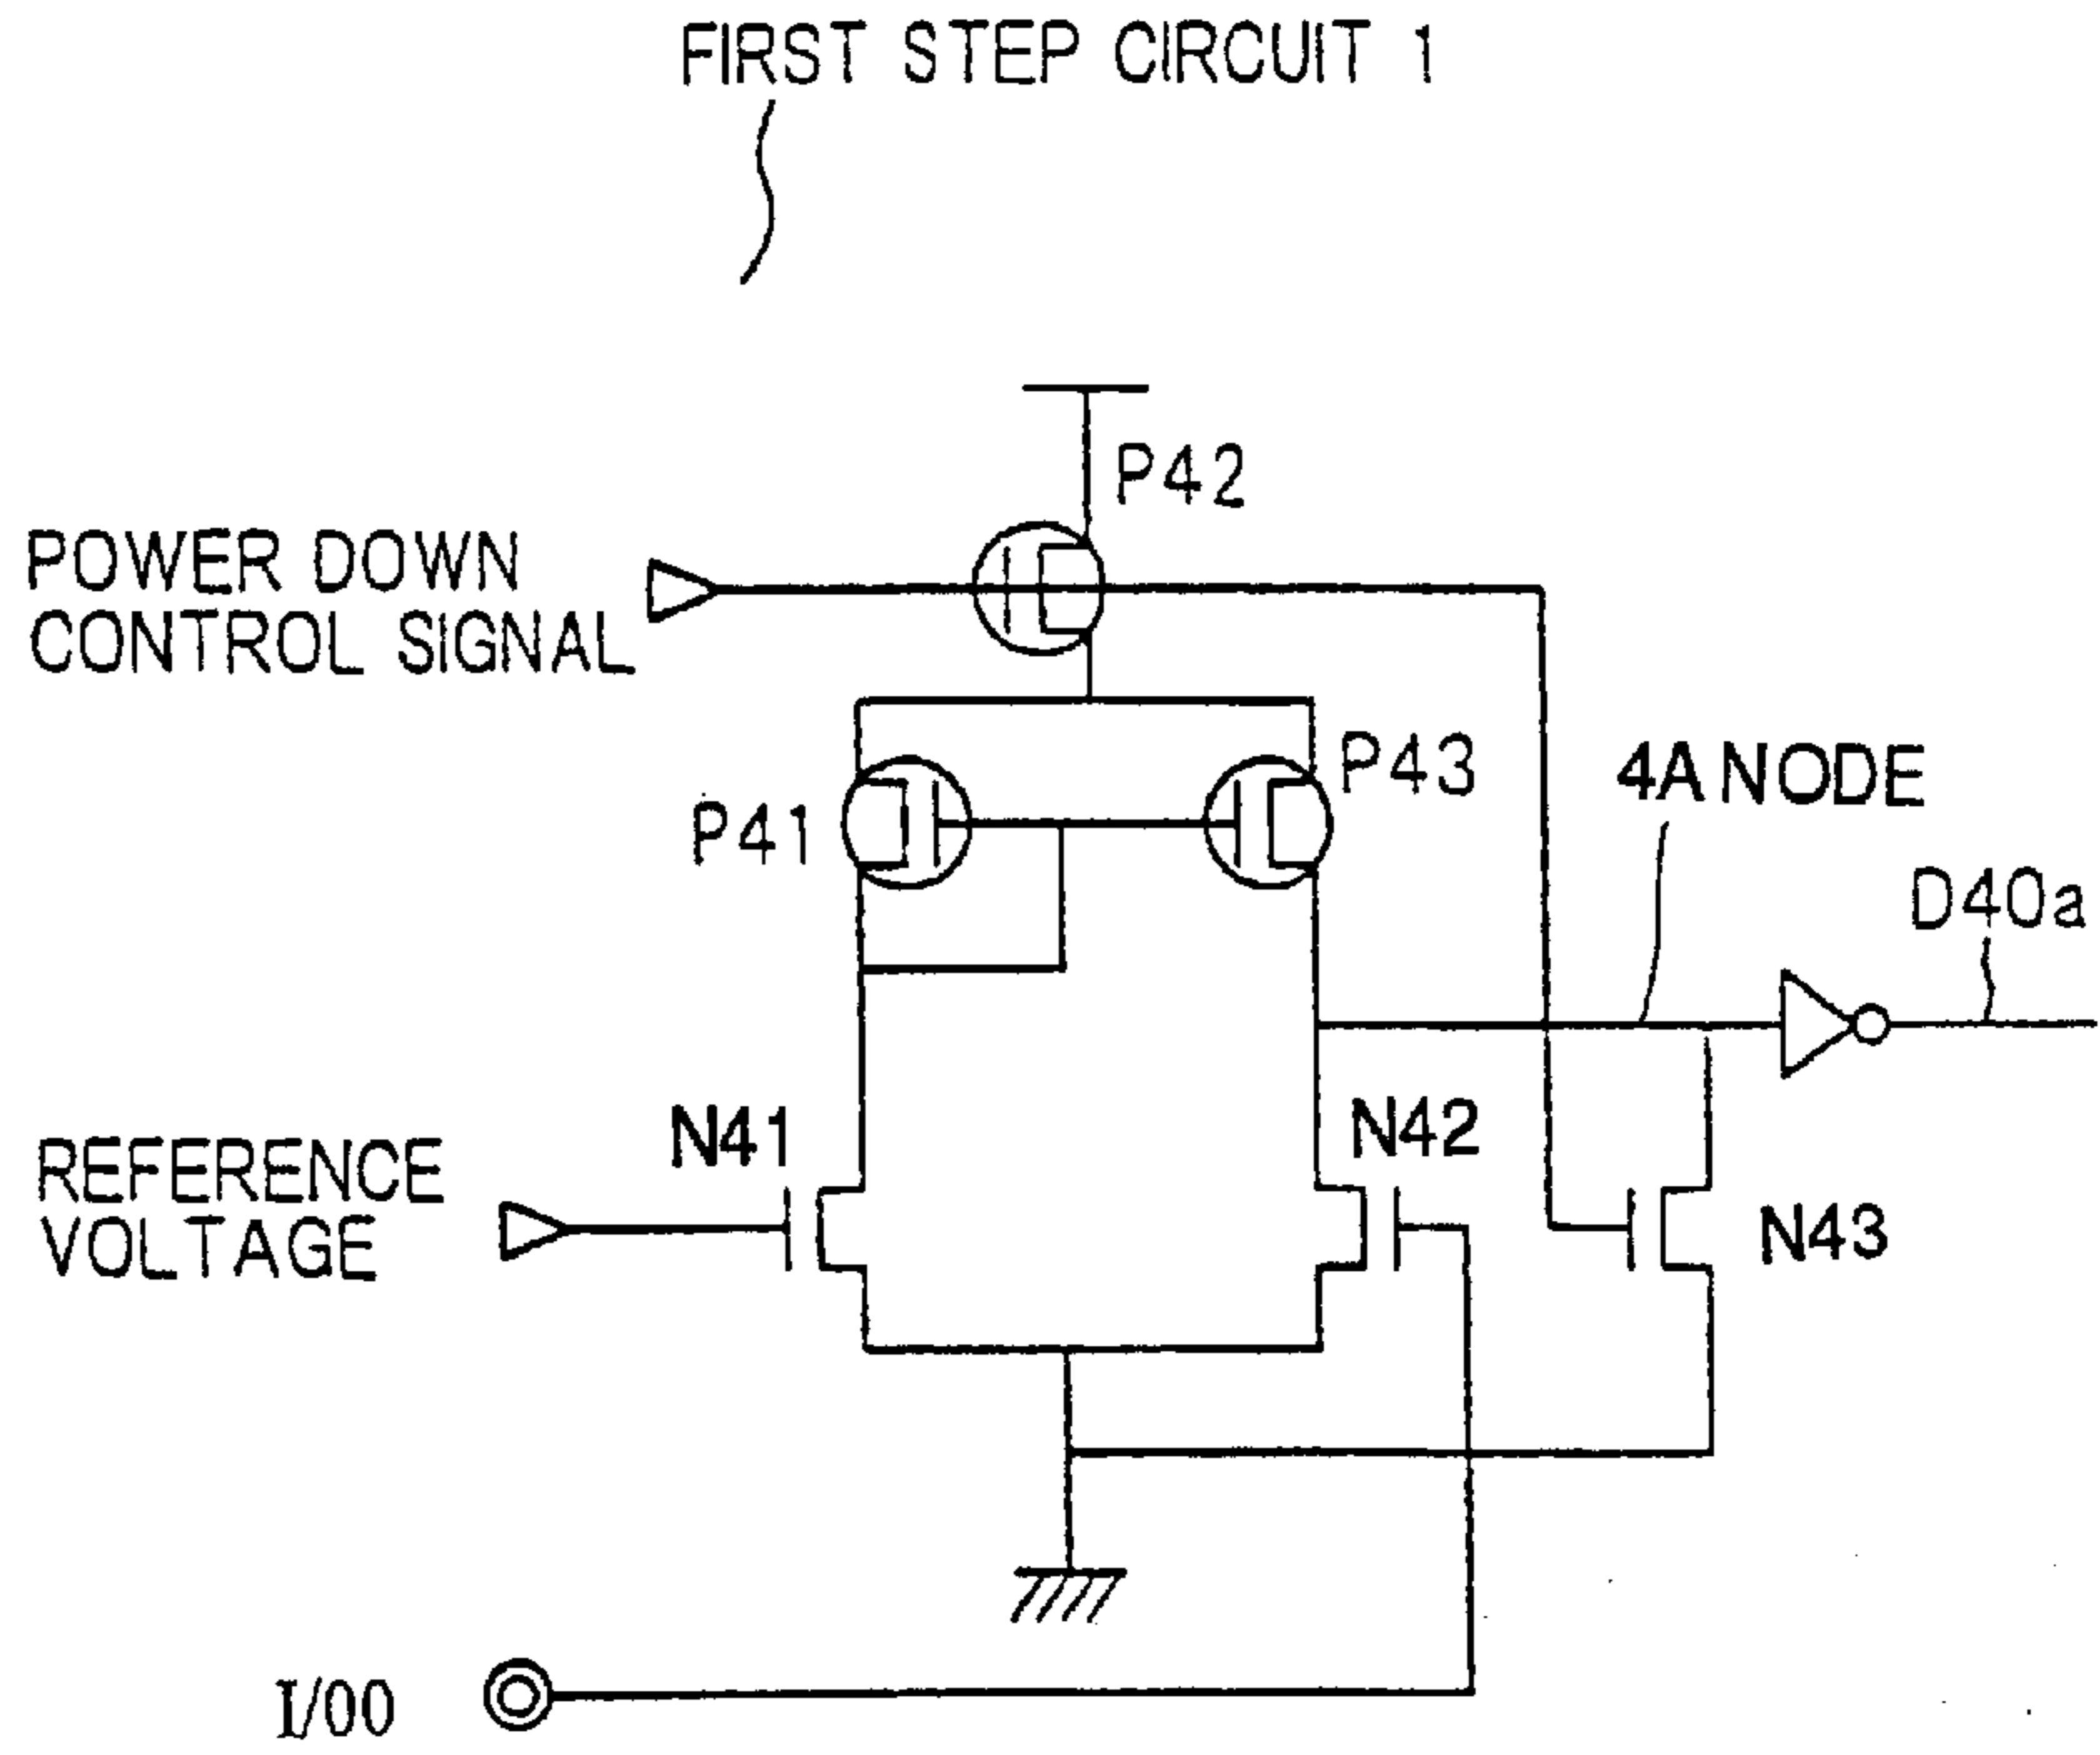 FIRST STEP CIRCUIT 1
P42
POWER DOWN
CONTROL SIGNAL
P43
4A NODE
P41
D40a
N41
N42
REFERENCE
VOLTAGE
N43
I/00